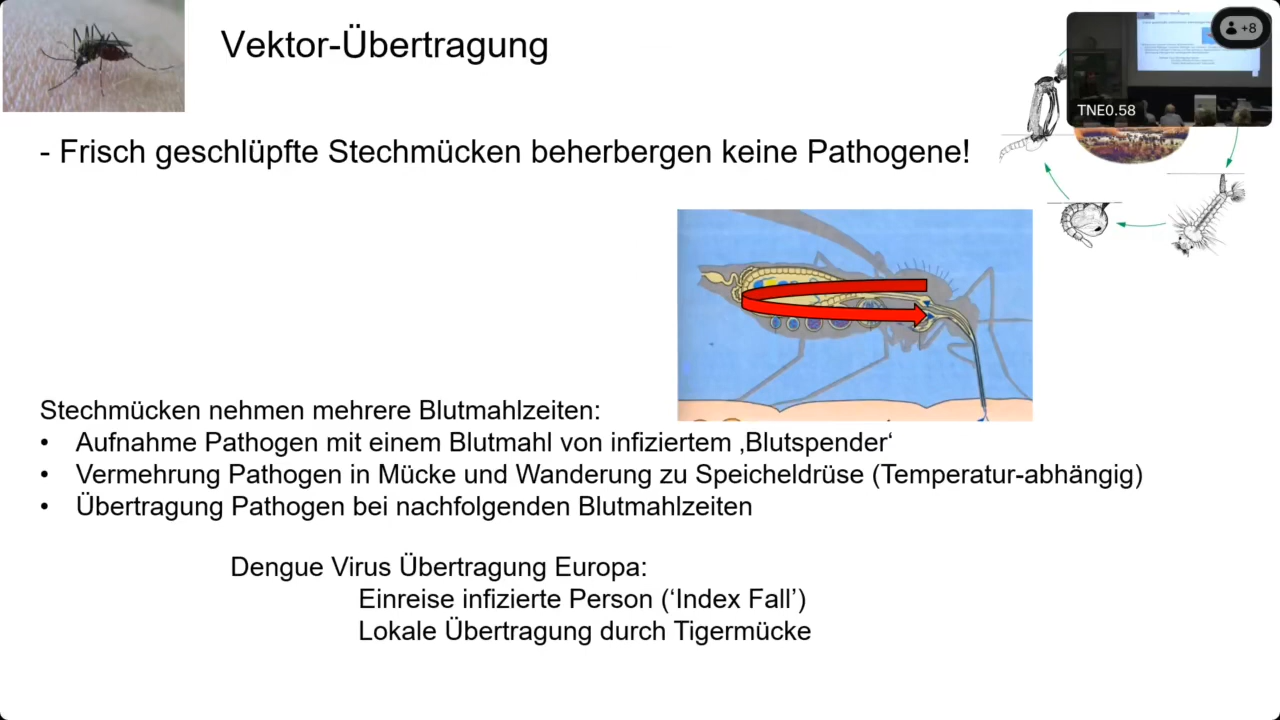 Vektor-Übertragung
+8
TNE0.58
- Frisch geschlüpfte Stechmücken beherbergen keine Pathogene!
Stechmücken nehmen mehrere Blutmahlzeiten:
• Aufnahme Pathogen mit einem Blutmahl von infiziertem ‚Blutspender‘
• Vermehrung Pathogen in Mücke und Wanderung zu Speicheldrüse (Temperatur-abhängig)
• Übertragung Pathogen bei nachfolgenden Blutmahlzeiten
Dengue Virus Übertragung Europa:
Einreise infizierte Person (‘Index Fall’)
Lokale Übertragung durch Tigermücke